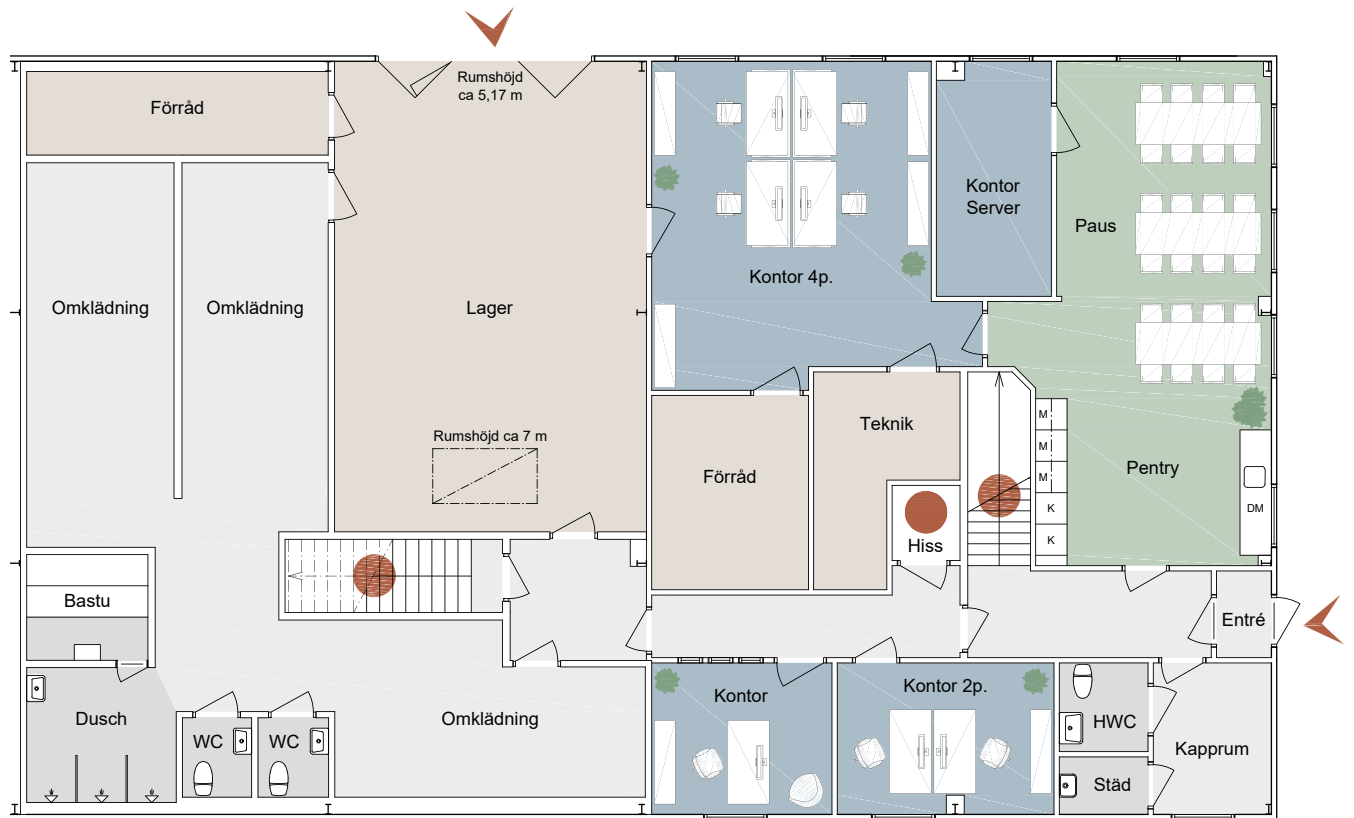 Rumshöjd
ca 5,17 m
Förråd
Kontor
Server
Paus
Kontor 4p.
Omklädning
Omklädning
Lager
Rumshöjd ca 7 m
Teknik
M
M
M
K
K
Pentry
Förråd
DM
Hiss
Bastu
Entré
Kontor
Kontor 2p.
Dusch
Omklädning
HWC
WC
WC
Kapprum
Städ